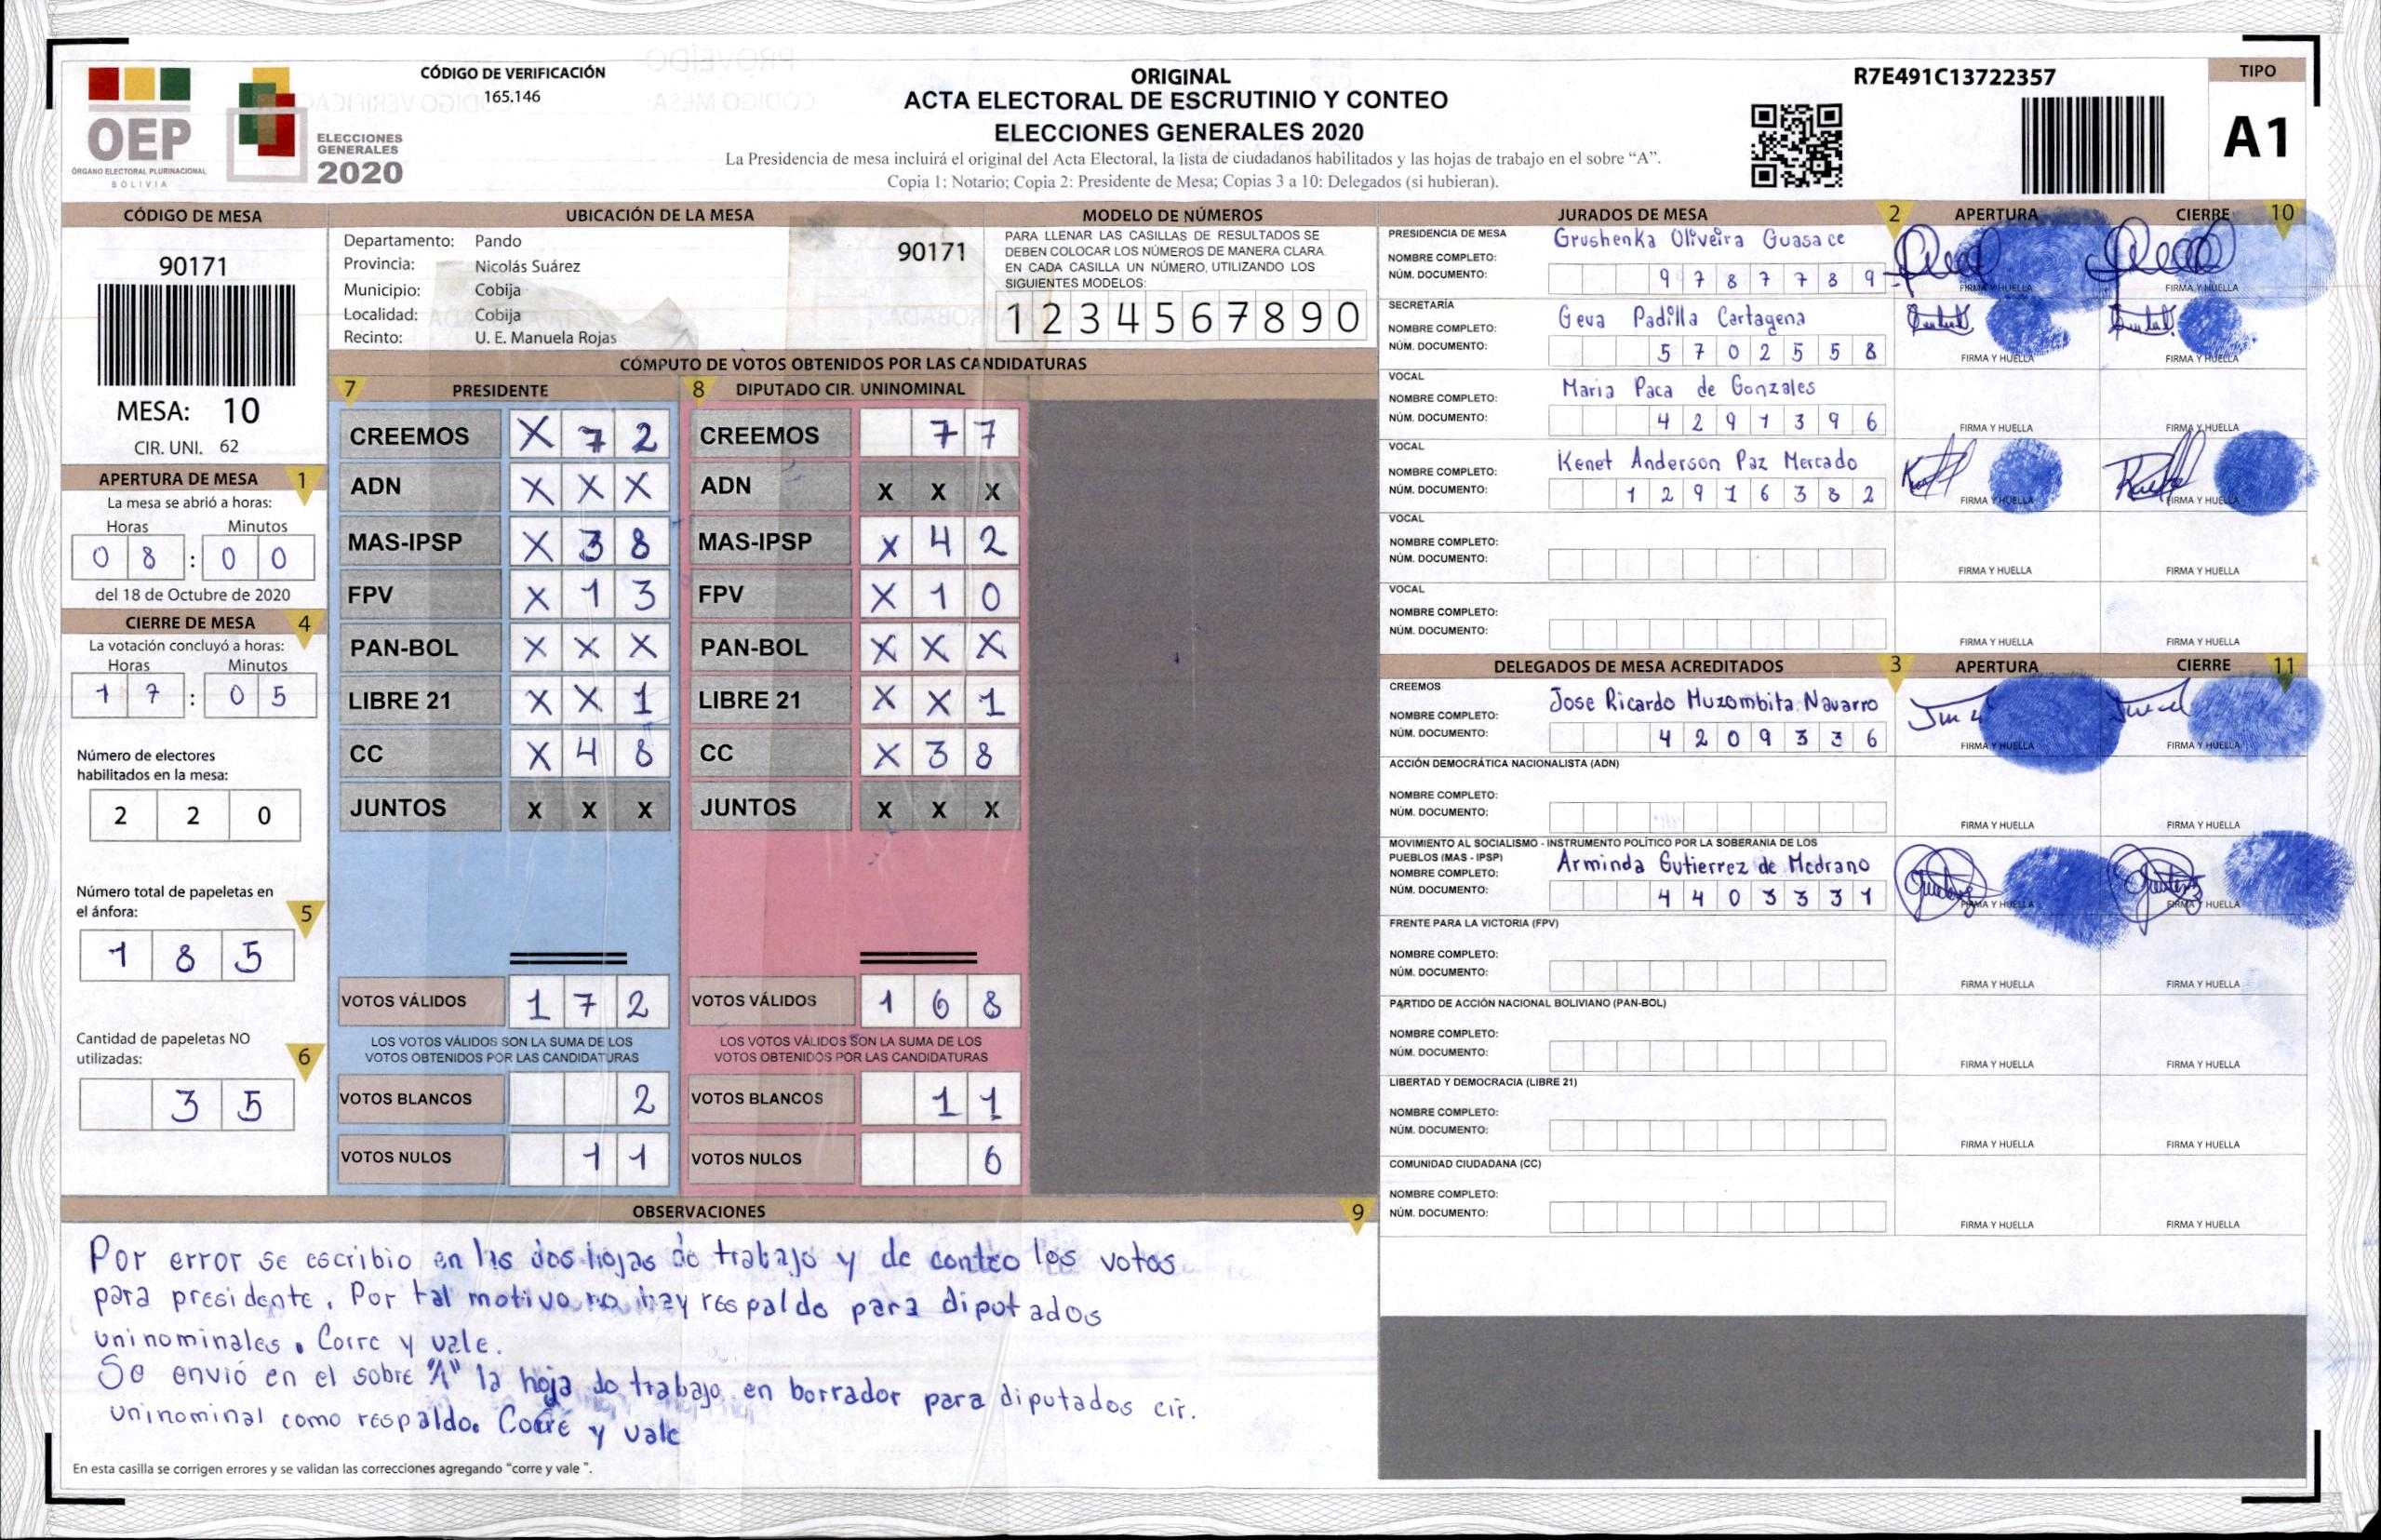 CÓDIGO DE VERIFICACIÓN
165.146
OEP
ÓRGANO ELECTORAL PLURINACIONAL
BOLIVIA
ELECCIONES
GENERALES
2020
ORIGINAL
ACTA ELECTORAL DE ESCRUTINIO Y CONTEO
ELECCIONES GENERALES 2020
La Presidencia de mesa incluirá el original del Acta Electoral, la lista de ciudadanos habilitados y las hojas de trabajo en el sobre “A”.
Copia 1: Notario; Copia 2: Presidente de Mesa; Copias 3 a 10: Delegados (si hubieran).
R7E491C13722357
TIPO
A1
CÓDIGO DE MESA
90171
MESA: 10
CIR. UNI. 62
UBICACIÓN DE LA MESA
Departamento: Pando
Provincia: Nicolás Suárez
Municipio: Cobija
Localidad: Cobija
Recinto: U. E. Manuela Rojas
90171
MODELO DE NÚMEROS
PARA LLENAR LAS CASILLAS DE RESULTADOS SE
DEBEN COLOCAR LOS NÚMEROS DE MANERA CLARA.
EN CADA CASILLA UN NÚMERO, UTILIZANDO LOS
SIGUIENTES MODELOS:
1 2 3 4 5 6 7 8 9 0
APERTURA DE MESA 1
La mesa se abrió a horas:
Horas Minutos
0 8 : 0 0
del 18 de Octubre de 2020
CIERRE DE MESA 4
La votación concluyó a horas:
Horas Minutos
1 7 : 0 5
Número de electores
habilitados en la mesa:
2 2 0
Número total de papeletas en
el ánfora: 5
1 8 5
Cantidad de papeletas NO
utilizadas: 6
3 5
CÓMPUTO DE VOTOS OBTENIDOS POR LAS CANDIDATURAS
7 PRESIDENTE
CREEMOS X 7 2
ADN X X X
MAS-IPSP X 3 8
FPV X 1 3
PAN-BOL X X X
LIBRE 21 X X 1
CC X 4 8
JUNTOS X X X
VOTOS VÁLIDOS 1 7 2
LOS VOTOS VÁLIDOS SON LA SUMA DE LOS
VOTOS OBTENIDOS POR LAS CANDIDATURAS
VOTOS BLANCOS 2
VOTOS NULOS 1 1
8 DIPUTADO CIR. UNINOMINAL
CREEMOS 7 7
ADN X X X
MAS-IPSP X 4 2
FPV X 1 0
PAN-BOL X X X
LIBRE 21 X X 1
CC X 3 8
JUNTOS X X X
VOTOS VÁLIDOS 1 6 8
LOS VOTOS VÁLIDOS SON LA SUMA DE LOS
VOTOS OBTENIDOS POR LAS CANDIDATURAS
VOTOS BLANCOS 1 1
VOTOS NULOS 6
OBSERVACIONES 9
Por error se escribio en las dos hojas de trabajo y de conteo los votos
para presidente. Por tal motivo no hay respaldo para diputados
uninominales. Corre y vale.
Se envió en el sobre "A" la hoja de trabajo en borrador para diputados cir.
uninominal como respaldo. Corre y vale
En esta casilla se corrigen errores y se validan las correcciones agregando “corre y vale ”.
JURADOS DE MESA 2 APERTURA CIERRE 10
PRESIDENCIA DE MESA
NOMBRE COMPLETO: Grushenka Oliveira Guasace
NÚM. DOCUMENTO: 9 7 8 7 7 8 9
FIRMA Y HUELLA FIRMA Y HUELLA
SECRETARÍA
NOMBRE COMPLETO: Geva Padilla Cartagena
NÚM. DOCUMENTO: 5 7 0 2 5 5 8
FIRMA Y HUELLA FIRMA Y HUELLA
VOCAL
NOMBRE COMPLETO: Maria Paca de Gonzales
NÚM. DOCUMENTO: 4 2 9 1 3 9 6
FIRMA Y HUELLA FIRMA Y HUELLA
VOCAL
NOMBRE COMPLETO: Kenet Anderson Paz Mercado
NÚM. DOCUMENTO: 1 2 9 1 6 3 8 2
FIRMA Y HUELLA FIRMA Y HUELLA
VOCAL
NOMBRE COMPLETO:
NÚM. DOCUMENTO:
FIRMA Y HUELLA FIRMA Y HUELLA
VOCAL
NOMBRE COMPLETO:
NÚM. DOCUMENTO:
FIRMA Y HUELLA FIRMA Y HUELLA
DELEGADOS DE MESA ACREDITADOS 3 APERTURA CIERRE 11
CREEMOS
NOMBRE COMPLETO: Jose Ricardo Muzombita Navarro
NÚM. DOCUMENTO: 4 2 0 9 3 3 6
FIRMA Y HUELLA FIRMA Y HUELLA
ACCIÓN DEMOCRÁTICA NACIONALISTA (ADN)
NOMBRE COMPLETO:
NÚM. DOCUMENTO:
FIRMA Y HUELLA FIRMA Y HUELLA
MOVIMIENTO AL SOCIALISMO - INSTRUMENTO POLÍTICO POR LA SOBERANIA DE LOS
PUEBLOS (MAS - IPSP)
NOMBRE COMPLETO: Arminda Gutierrez de Medrano
NÚM. DOCUMENTO: 4 4 0 3 3 3 1
FIRMA Y HUELLA FIRMA Y HUELLA
FRENTE PARA LA VICTORIA (FPV)
NOMBRE COMPLETO:
NÚM. DOCUMENTO:
FIRMA Y HUELLA FIRMA Y HUELLA
PARTIDO DE ACCIÓN NACIONAL BOLIVIANO (PAN-BOL)
NOMBRE COMPLETO:
NÚM. DOCUMENTO:
FIRMA Y HUELLA FIRMA Y HUELLA
LIBERTAD Y DEMOCRACIA (LIBRE 21)
NOMBRE COMPLETO:
NÚM. DOCUMENTO:
FIRMA Y HUELLA FIRMA Y HUELLA
COMUNIDAD CIUDADANA (CC)
NOMBRE COMPLETO:
NÚM. DOCUMENTO:
FIRMA Y HUELLA FIRMA Y HUELLA